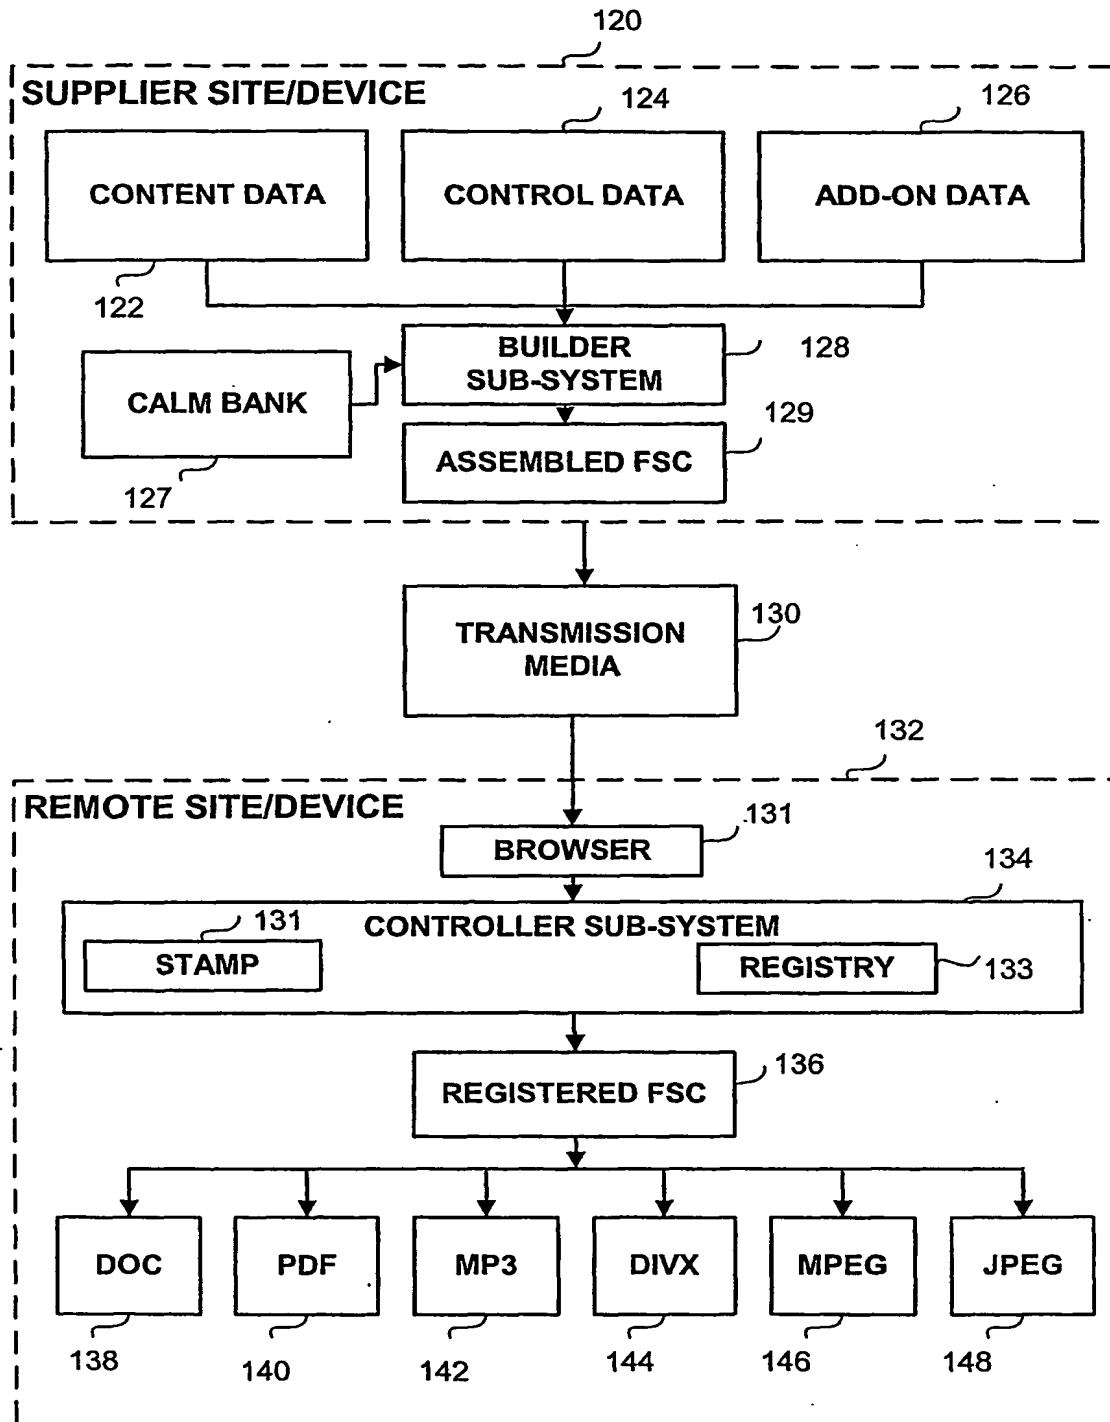 120
SUPPLIER SITE/DEVICE
124
126
CONTENT DATA
CONTROL DATA
ADD-ON DATA
122
BUILDER
SUB-SYSTEM
128
CALM BANK
129
ASSEMBLED FSC
127
TRANSMISSION
MEDIA
130
132
REMOTE SITE/DEVICE
131
BROWSER
134
CONTROLLER SUB-SYSTEM
131
STAMP
REGISTRY
133
REGISTERED FSC
136
DOC
PDF
MP3
DIVX
MPEG
JPEG
138
140
142
144
146
148